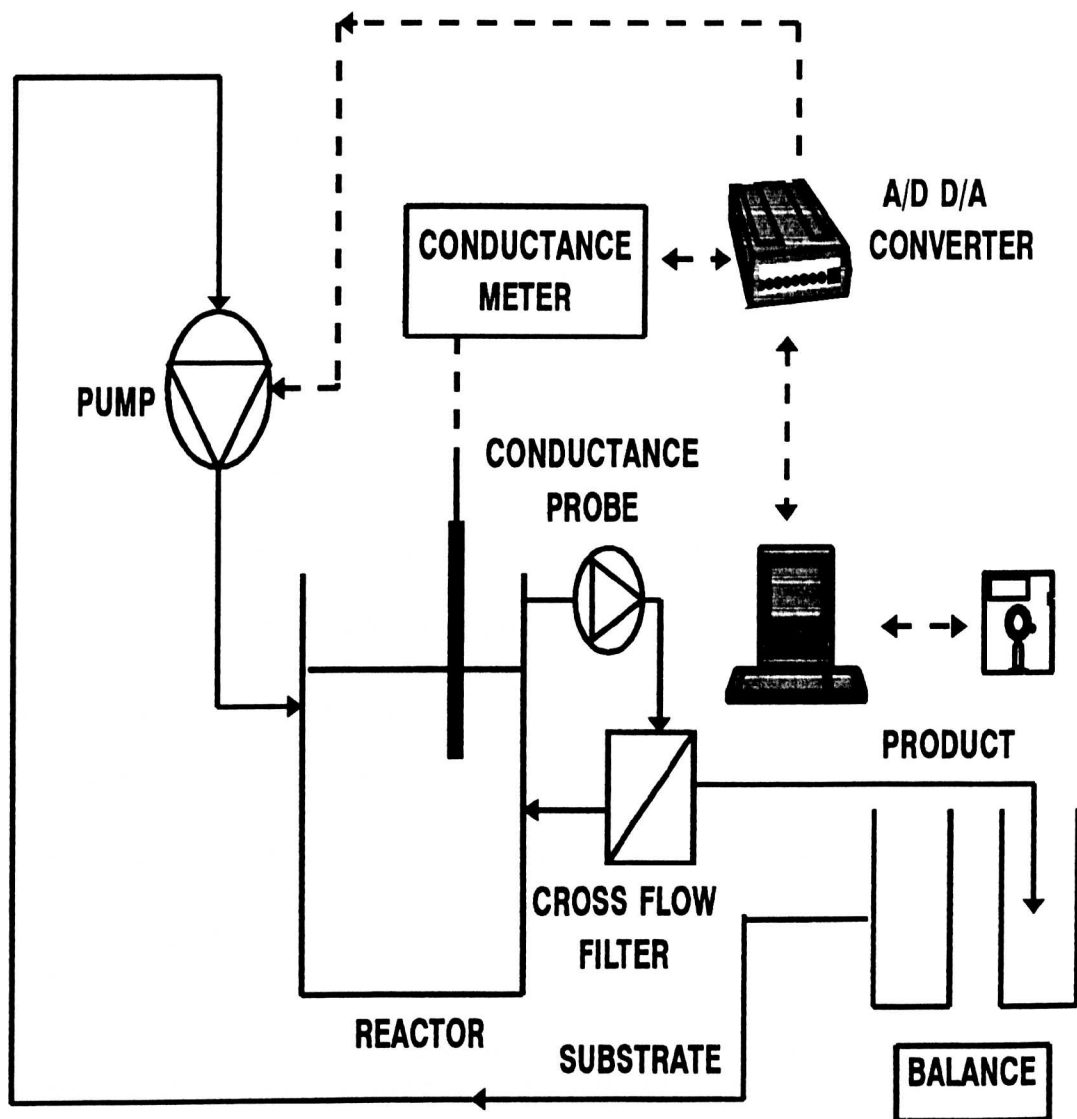 A/D D/A
CONVERTER
CONDUCTANCE
METER
PUMP
CONDUCTANCE
PROBE
PRODUCT
CROSS FLOW
FILTER
REACTOR
SUBSTRATE
BALANCE